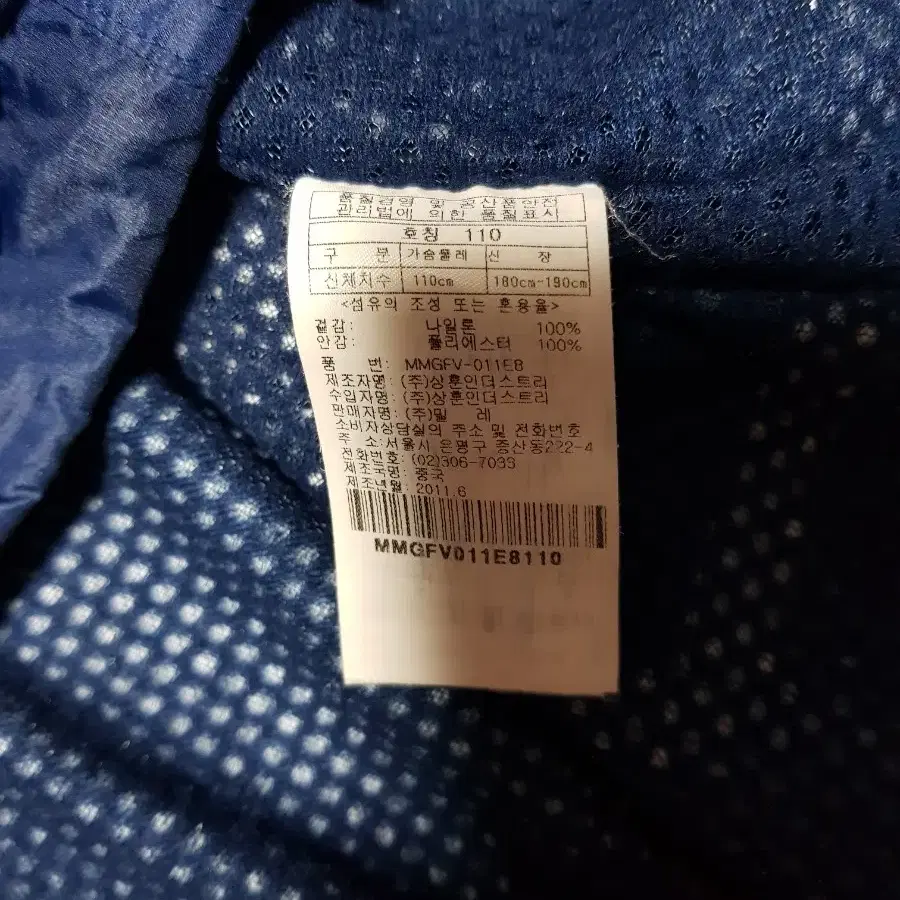 품질경영 및 공산품안전
관리법에 의한 품질표시
호칭 110
구 분 가슴둘레 신 장
신체치수 110cm 180cm-190cm
<섬유의 조성 또는 혼용율>
겉감: 나일론 100%
안감: 폴리에스터 100%
품 번: MMGFV-011E8
제조자명: (주)상훈인더스트리
수입자명: (주)상훈인더스트리
판매자명: (주)밀 레
소비자상담실의 주소 및 전화번호
주 소:서울시 은평구 증산동222-4
전화번호: (02)306-7033
제조국명: 중국
제조년월: 2011.6
MMGFV011E8110